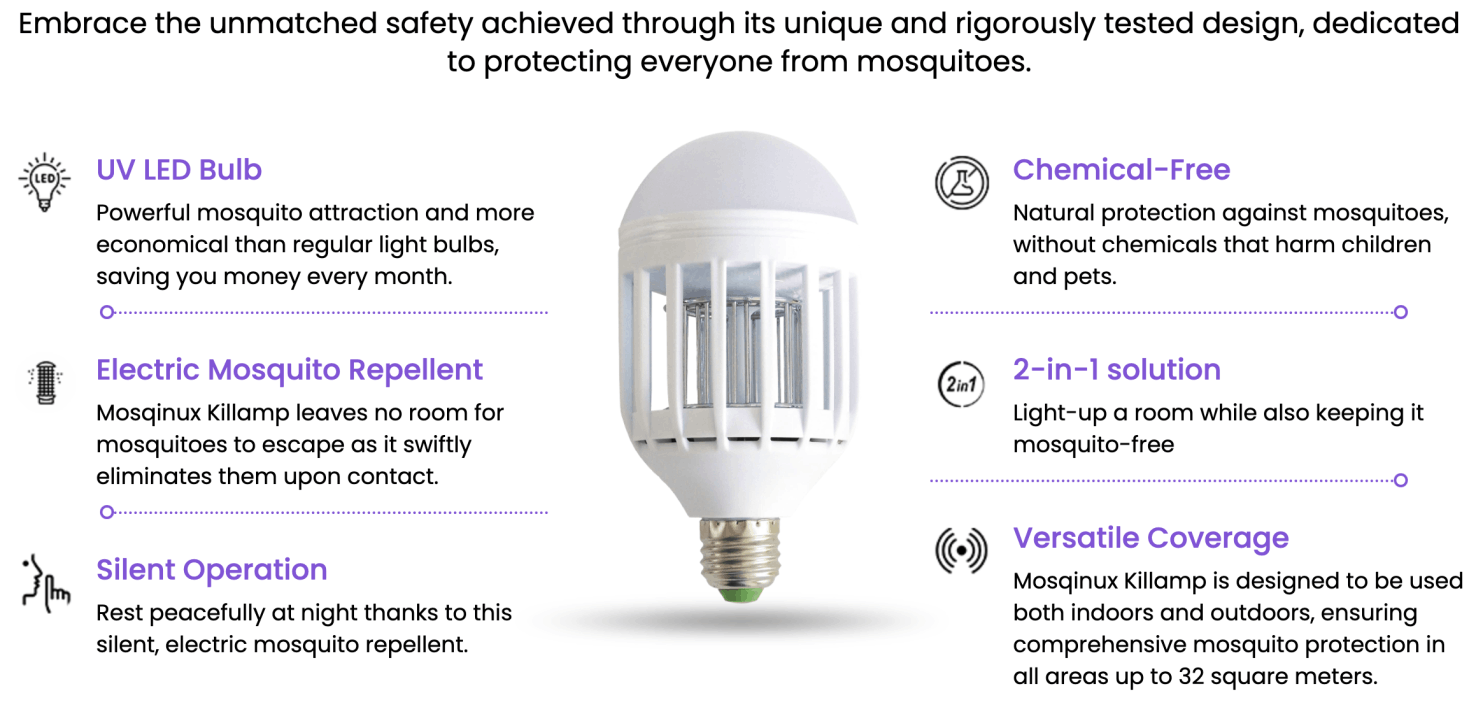 Embrace the unmatched safety achieved through its unique and rigorously tested design, dedicated
to protecting everyone from mosquitoes.
LED
UV LED Bulb
Powerful mosquito attraction and more
economical than regular light bulbs,
saving you money every month.
Electric Mosquito Repellent
Mosqinux Killamp leaves no room for
mosquitoes to escape as it swiftly
eliminates them upon contact.
Silent Operation
Rest peacefully at night thanks to this
silent, electric mosquito repellent.
Chemical-Free
Natural protection against mosquitoes,
without chemicals that harm children
and pets.
2in1
2-in-1 solution
Light-up a room while also keeping it
mosquito-free
Versatile Coverage
Mosqinux Killamp is designed to be used
both indoors and outdoors, ensuring
comprehensive mosquito protection in
all areas up to 32 square meters.